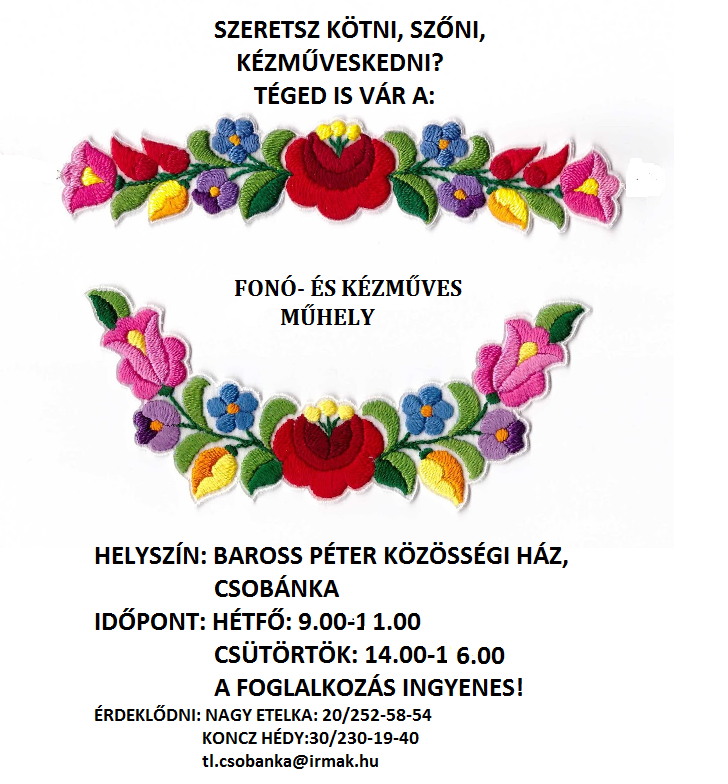 SZERETSZ KÖTNI, SZŐNI,
KÉZMŰVESKEDNI?
TÉGED IS VÁR A:
FONÓ- ÉS KÉZMŰVES
MŰHELY
HELYSZÍN: BAROSS PÉTER KÖZÖSSÉGI HÁZ,
CSOBÁNKA
IDŐPONT: HÉTFŐ: 9.00-1 1.00
CSÜTÖRTÖK: 14.00-1 6.00
A FOGLALKOZÁS INGYENES!
ÉRDEKLŐDNI: NAGY ETELKA: 20/252-58-54
KONCZ HÉDY:30/230-19-40
tl.csobanka@irmak.hu